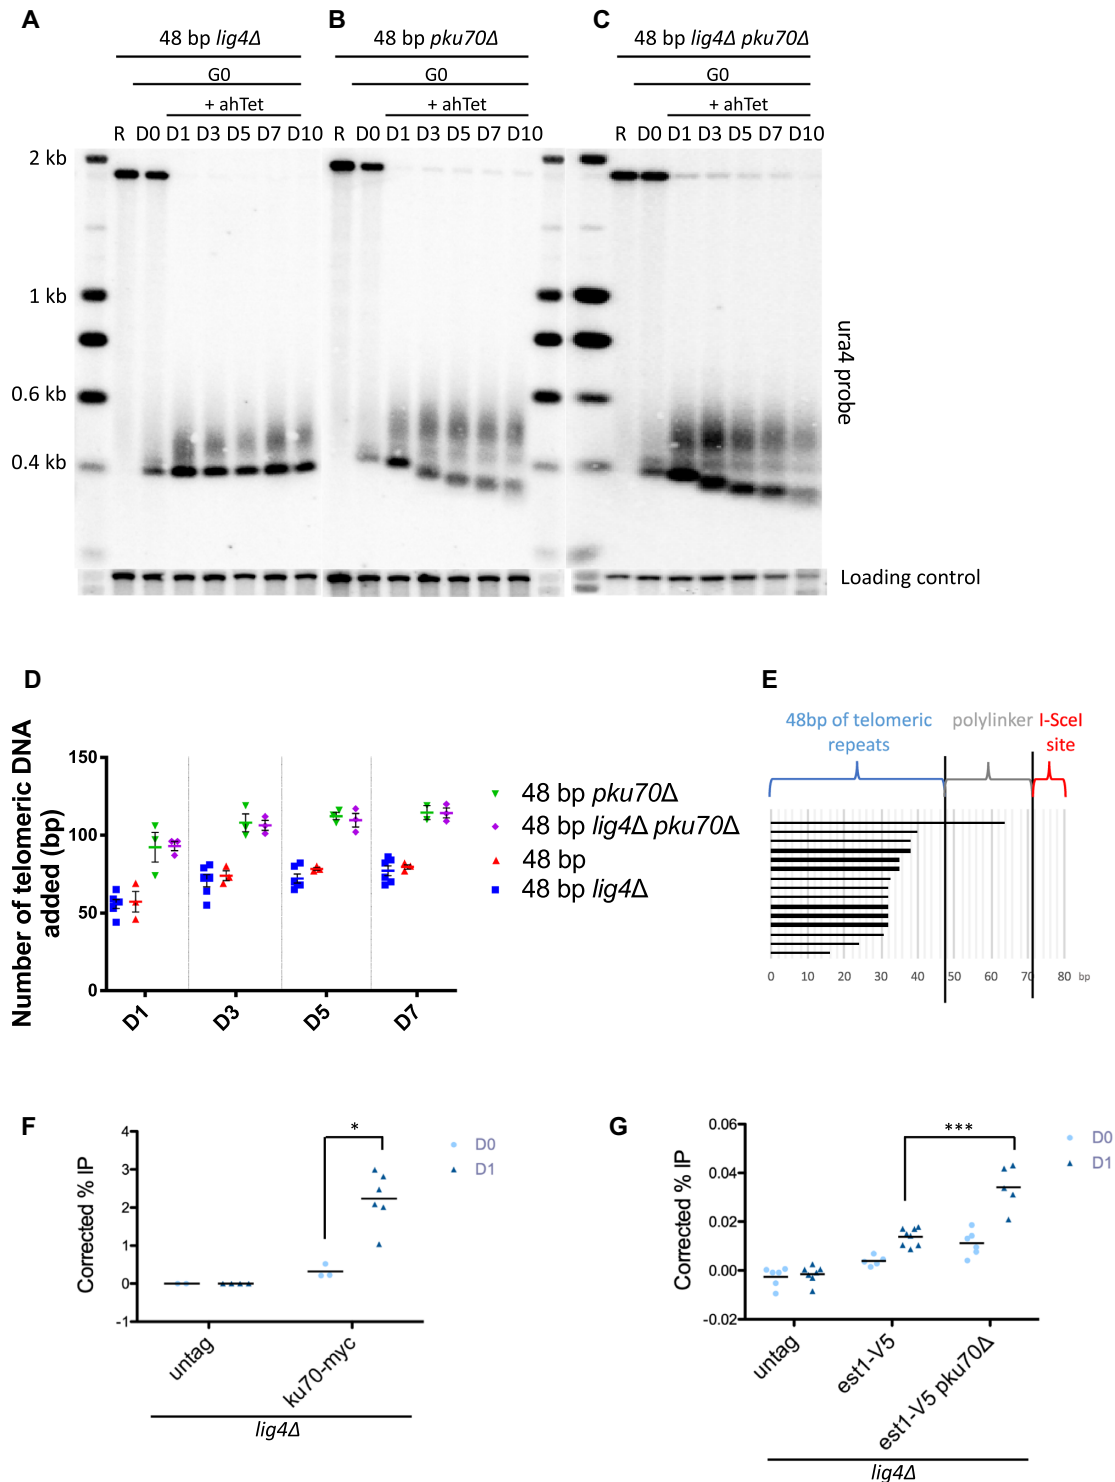 A
48 bp lig4Δ
G0
+ ahTet
R D0 D1 D3 D5 D7 D10
B
48 bp pku70Δ
G0
+ ahTet
R D0 D1 D3 D5 D7 D10
C
48 bp lig4Δ pku70Δ
G0
+ ahTet
R D0 D1 D3 D5 D7 D10
2 kb
1 kb
0.6 kb
0.4 kb
ura4 probe
Loading control
D
Number of telomeric DNA
added (bp)
150
100
50
0
D1
D3
D5
D7
48 bp pku70Δ
48 bp lig4Δ pku70Δ
48 bp
48 bp lig4Δ
E
48bp of telomeric
repeats
polylinker
I-SceI
site
0 10 20 30 40 50 60 70 80 bp
F
Corrected % IP
4
3
2
1
0
-1
untag
ku70-myc
lig4Δ
*
D0
D1
G
Corrected % IP
0.06
0.04
0.02
0.00
-0.02
untag
est1-V5
est1-V5 pku70Δ
lig4Δ
***
D0
D1